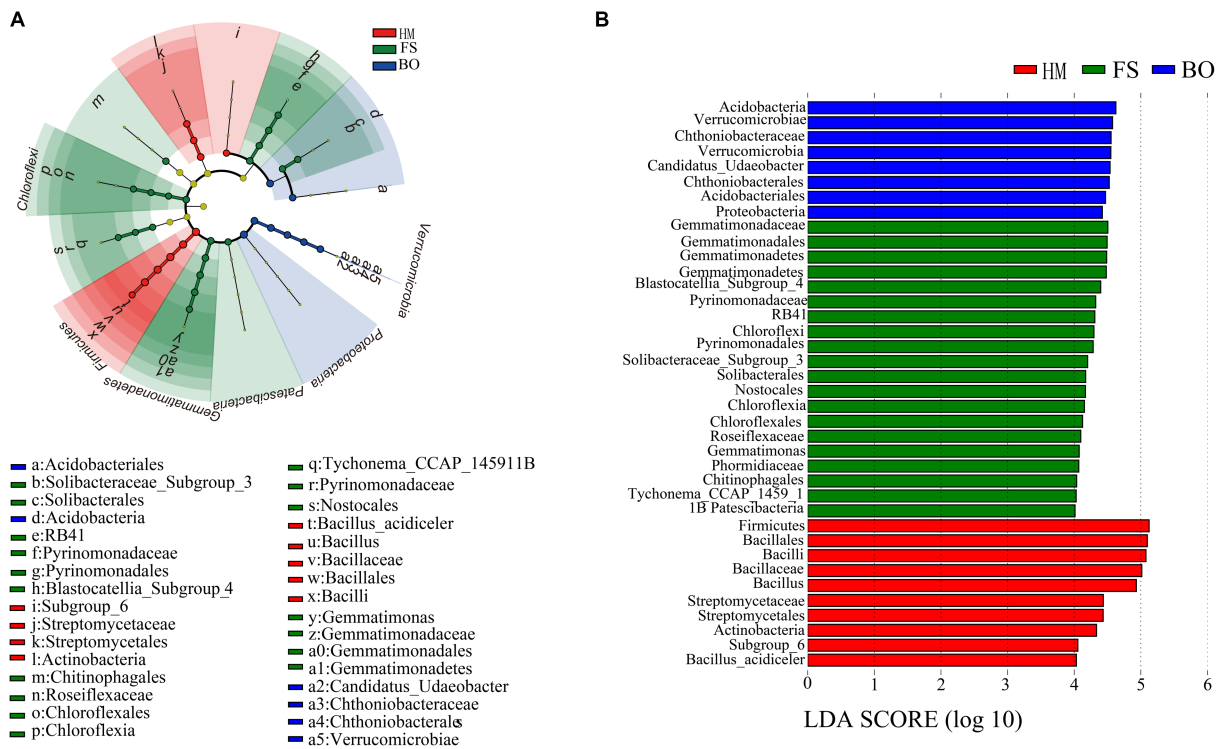 A
HM
FS
BO
l
k
j
i
h
g
f
e
d
c
b
a
m
Chloroflexi
p
o
n
s
r
q
x
w
v
u
t
Firmicutes
y
z
a0
a1
Gemmatimonadetes
Patescibacteria
Proteobacteria
a5
a4
a3
a2
Verrucomicrobia
a:Acidobacteriales
b:Solibacteraceae_Subgroup_3
c:Solibacterales
d:Acidobacteria
e:RB41
f:Pyrinomonadaceae
g:Pyrinomonadales
h:Blastocatellia_Subgroup_4
i:Subgroup_6
j:Streptomycetaceae
k:Streptomycetales
l:Actinobacteria
m:Chitinophagales
n:Roseiflexaceae
o:Chloroflexales
p:Chloroflexia
q:Tychonema_CCAP_145911B
r:Pyrinomonadaceae
s:Nostocales
t:Bacillus_acidiceler
u:Bacillus
v:Bacillaceae
w:Bacillales
x:Bacilli
y:Gemmatimonas
z:Gemmatimonadaceae
a0:Gemmatimonadales
a1:Gemmatimonadetes
a2:Candidatus_Udaeobacter
a3:Chthoniobacteraceae
a4:Chthoniobacterales
a5:Verrucomicrobiae
B
HM
FS
BO
Acidobacteria
Verrucomicrobiae
Chthoniobacteraceae
Verrucomicrobia
Candidatus_Udaeobacter
Chthoniobacterales
Acidobacteriales
Proteobacteria
Gemmatimonadaceae
Gemmatimonadales
Gemmatimonadetes
Gemmatimonadetes
Blastocatellia_Subgroup_4
Pyrinomonadaceae
RB41
Chloroflexi
Pyrinomonadales
Solibacteraceae_Subgroup_3
Solibacterales
Nostocales
Chloroflexia
Chloroflexales
Roseiflexaceae
Gemmatimonas
Phormidiaceae
Chitinophagales
Tychonema_CCAP_1459_1
1B Patescibacteria
Firmicutes
Bacillales
Bacilli
Bacillaceae
Bacillus
Streptomycetaceae
Streptomycetales
Actinobacteria
Subgroup_6
Bacillus_acidiceler
0 1 2 3 4 5 6
LDA SCORE (log 10)